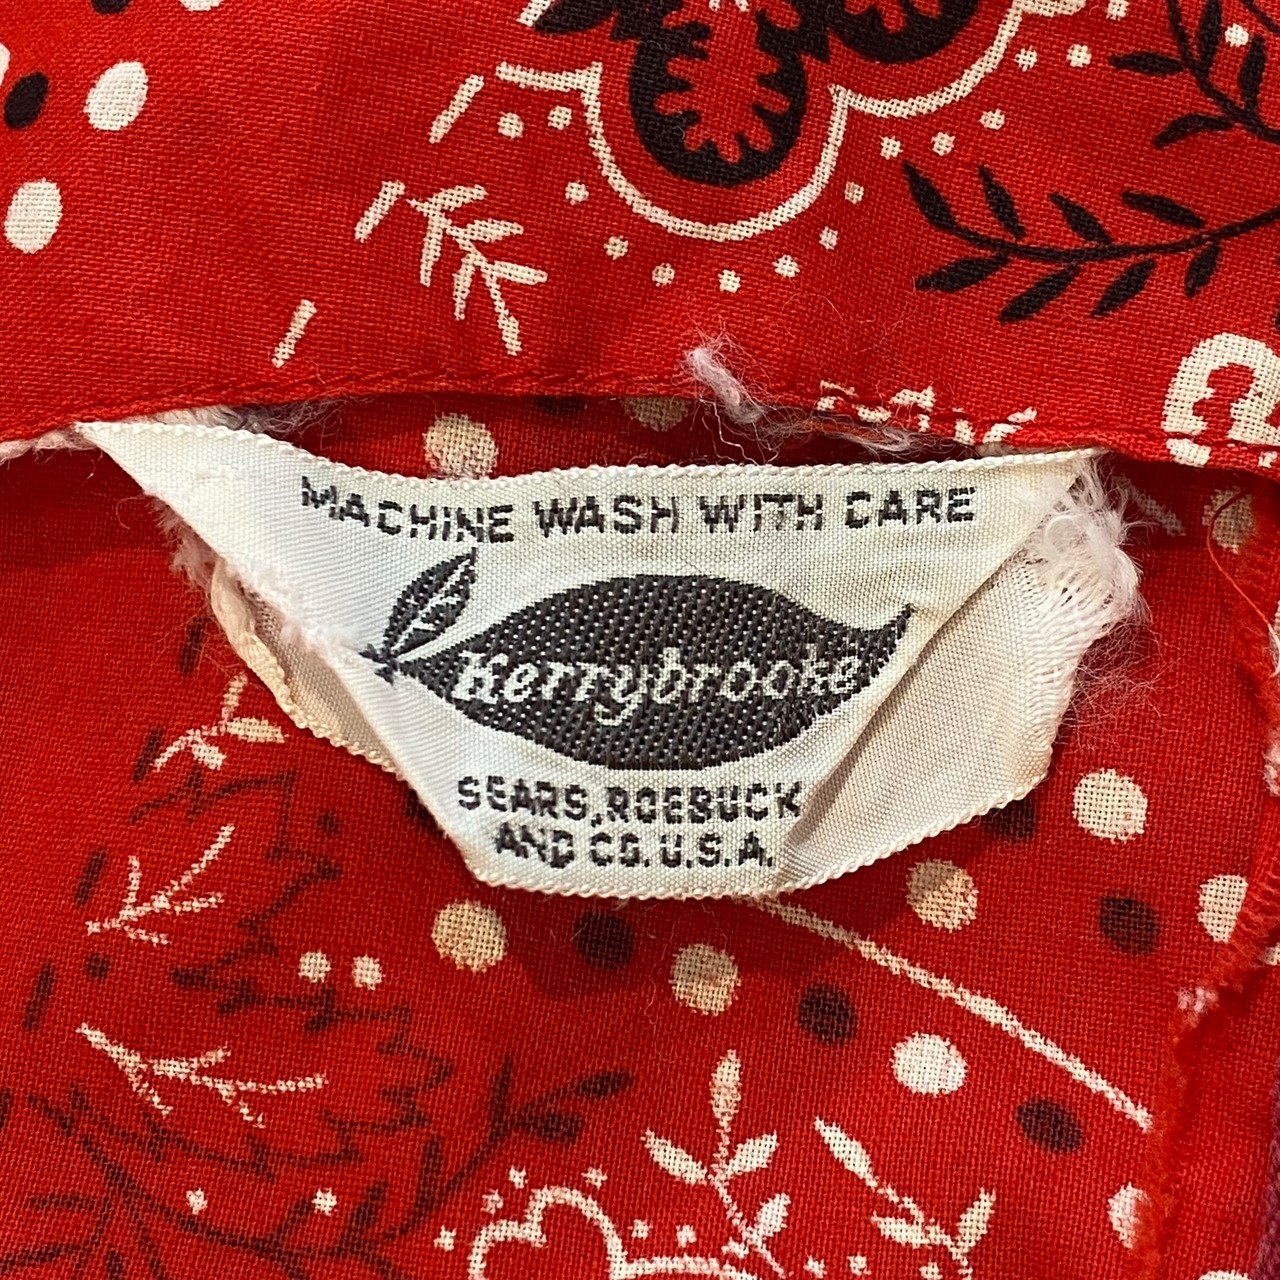 MACHINE WASH WITH CARE
Kerrybrooke
SEARS, ROEBUCK
AND CO. U.S.A.